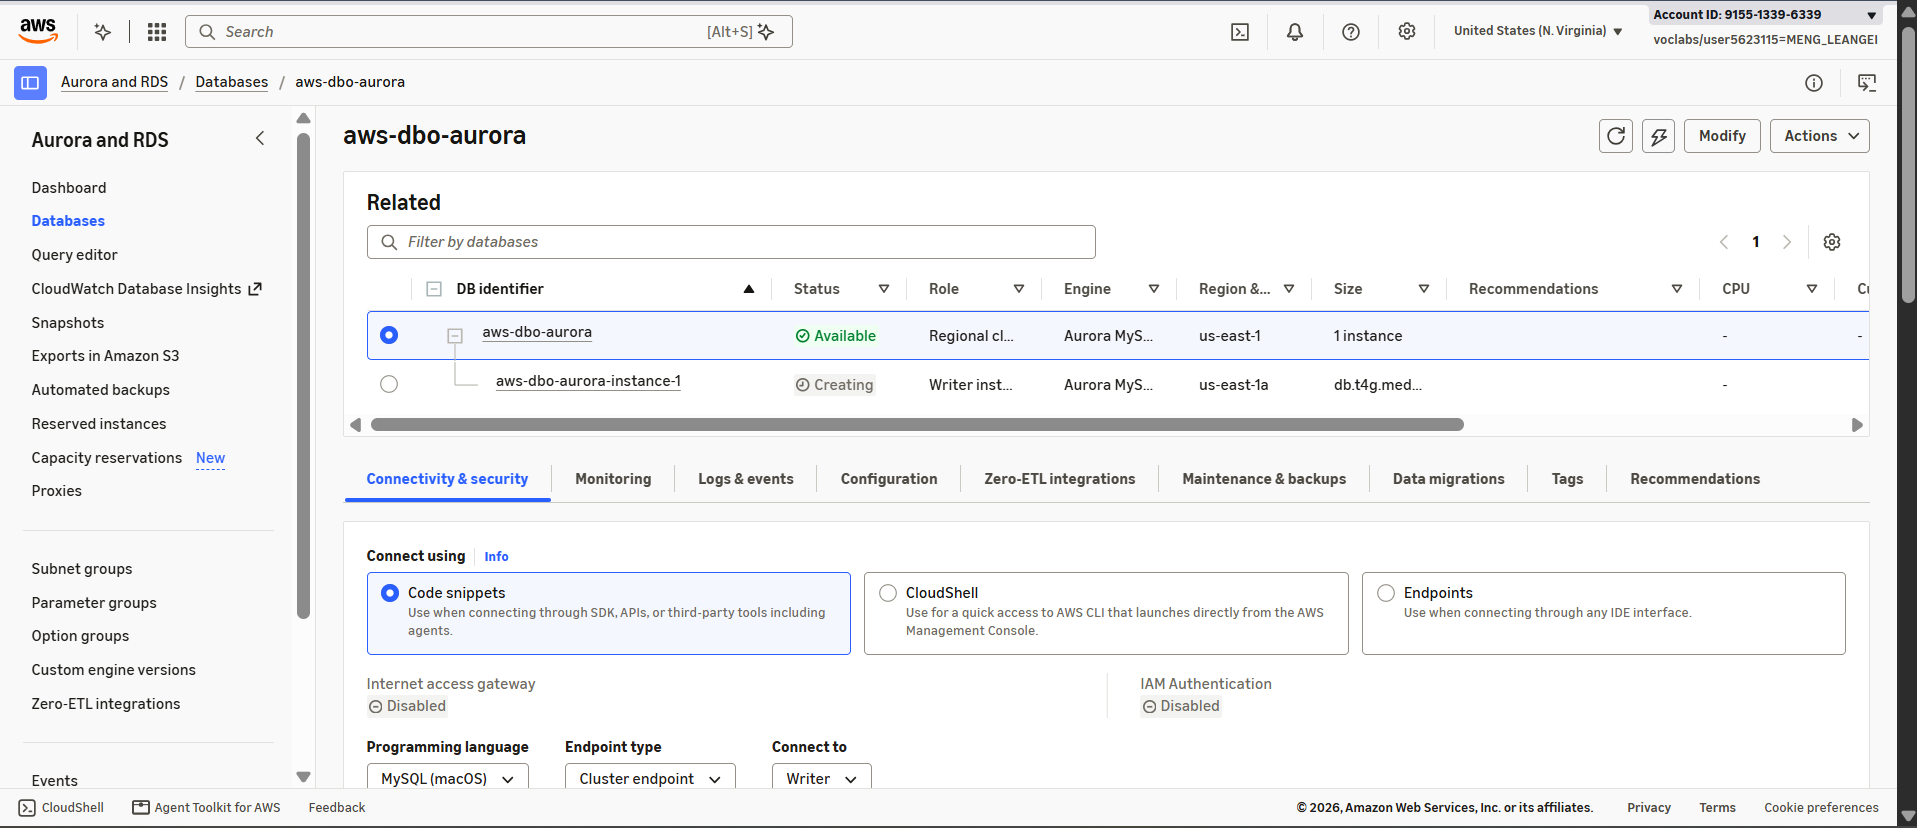 aws
Search
[Alt+S]
United States (N. Virginia)
Account ID: 9155-1339-6339
voclabs/user5623115=MENG_LEANGEI
Aurora and RDS / Databases / aws-dbo-aurora
Aurora and RDS
Dashboard
Databases
Query editor
CloudWatch Database Insights
Snapshots
Exports in Amazon S3
Automated backups
Reserved instances
Capacity reservations New
Proxies
Subnet groups
Parameter groups
Option groups
Custom engine versions
Zero-ETL integrations
Events
aws-dbo-aurora
Modify
Actions
Related
Filter by databases
1
DB identifier Status Role Engine Region &... Size Recommendations CPU
aws-dbo-aurora Available Regional cl... Aurora MyS... us-east-1 1 instance - -
aws-dbo-aurora-instance-1 Creating Writer inst... Aurora MyS... us-east-1a db.t4g.med... -
Connectivity & security Monitoring Logs & events Configuration Zero-ETL integrations Maintenance & backups Data migrations Tags Recommendations
Connect using Info
Code snippets
Use when connecting through SDK, APIs, or third-party tools including
agents.
CloudShell
Use for a quick access to AWS CLI that launches directly from the AWS
Management Console.
Endpoints
Use when connecting through any IDE interface.
Internet access gateway
Disabled
IAM Authentication
Disabled
Programming language
MySQL (macOS)
Endpoint type
Cluster endpoint
Connect to
Writer
CloudShell
Agent Toolkit for AWS
Feedback
© 2026, Amazon Web Services, Inc. or its affiliates.
Privacy
Terms
Cookie preferences